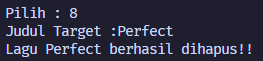 Pilih : 8
Judul Target :Perfect
Lagu Perfect berhasil dihapus!!